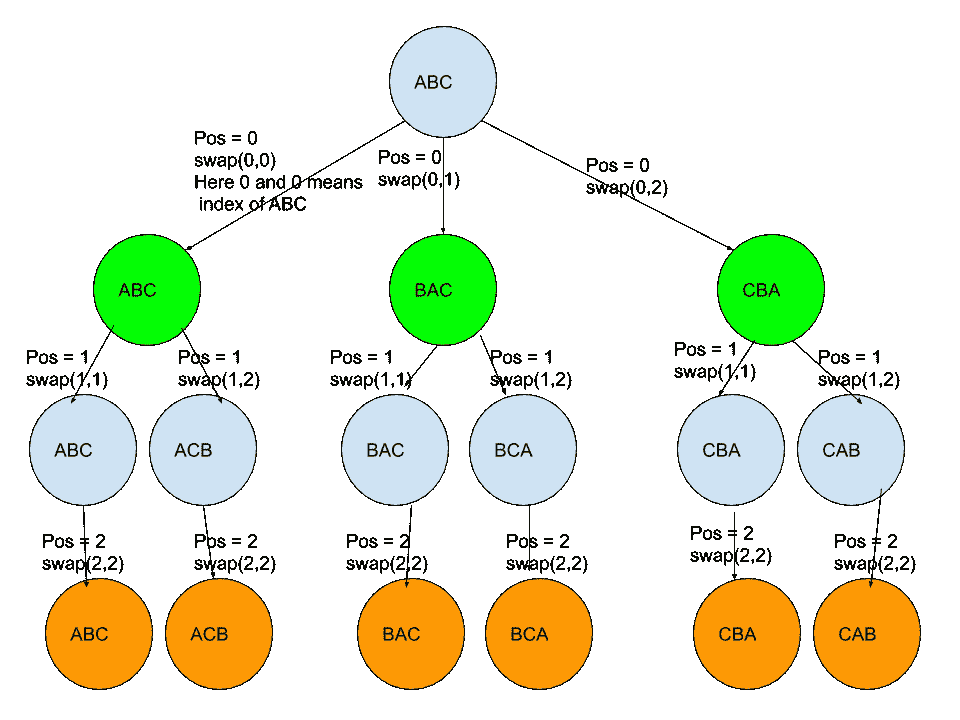 ABC
Pos = 0
swap(0,0)
Here 0 and 0 means
index of ABC
Pos = 0
swap(0,1)
Pos = 0
swap(0,2)
ABC
BAC
CBA
Pos = 1
swap(1,1)
Pos = 1
swap(1,2)
Pos = 1
swap(1,1)
Pos = 1
swap(1,2)
Pos = 1
swap(1,1)
Pos = 1
swap(1,2)
ABC
ACB
BAC
BCA
CBA
CAB
Pos = 2
swap(2,2)
Pos = 2
swap(2,2)
Pos = 2
swap(2,2)
Pos = 2
swap(2,2)
Pos = 2
swap(2,2)
Pos = 2
swap(2,2)
ABC
ACB
BAC
BCA
CBA
CAB